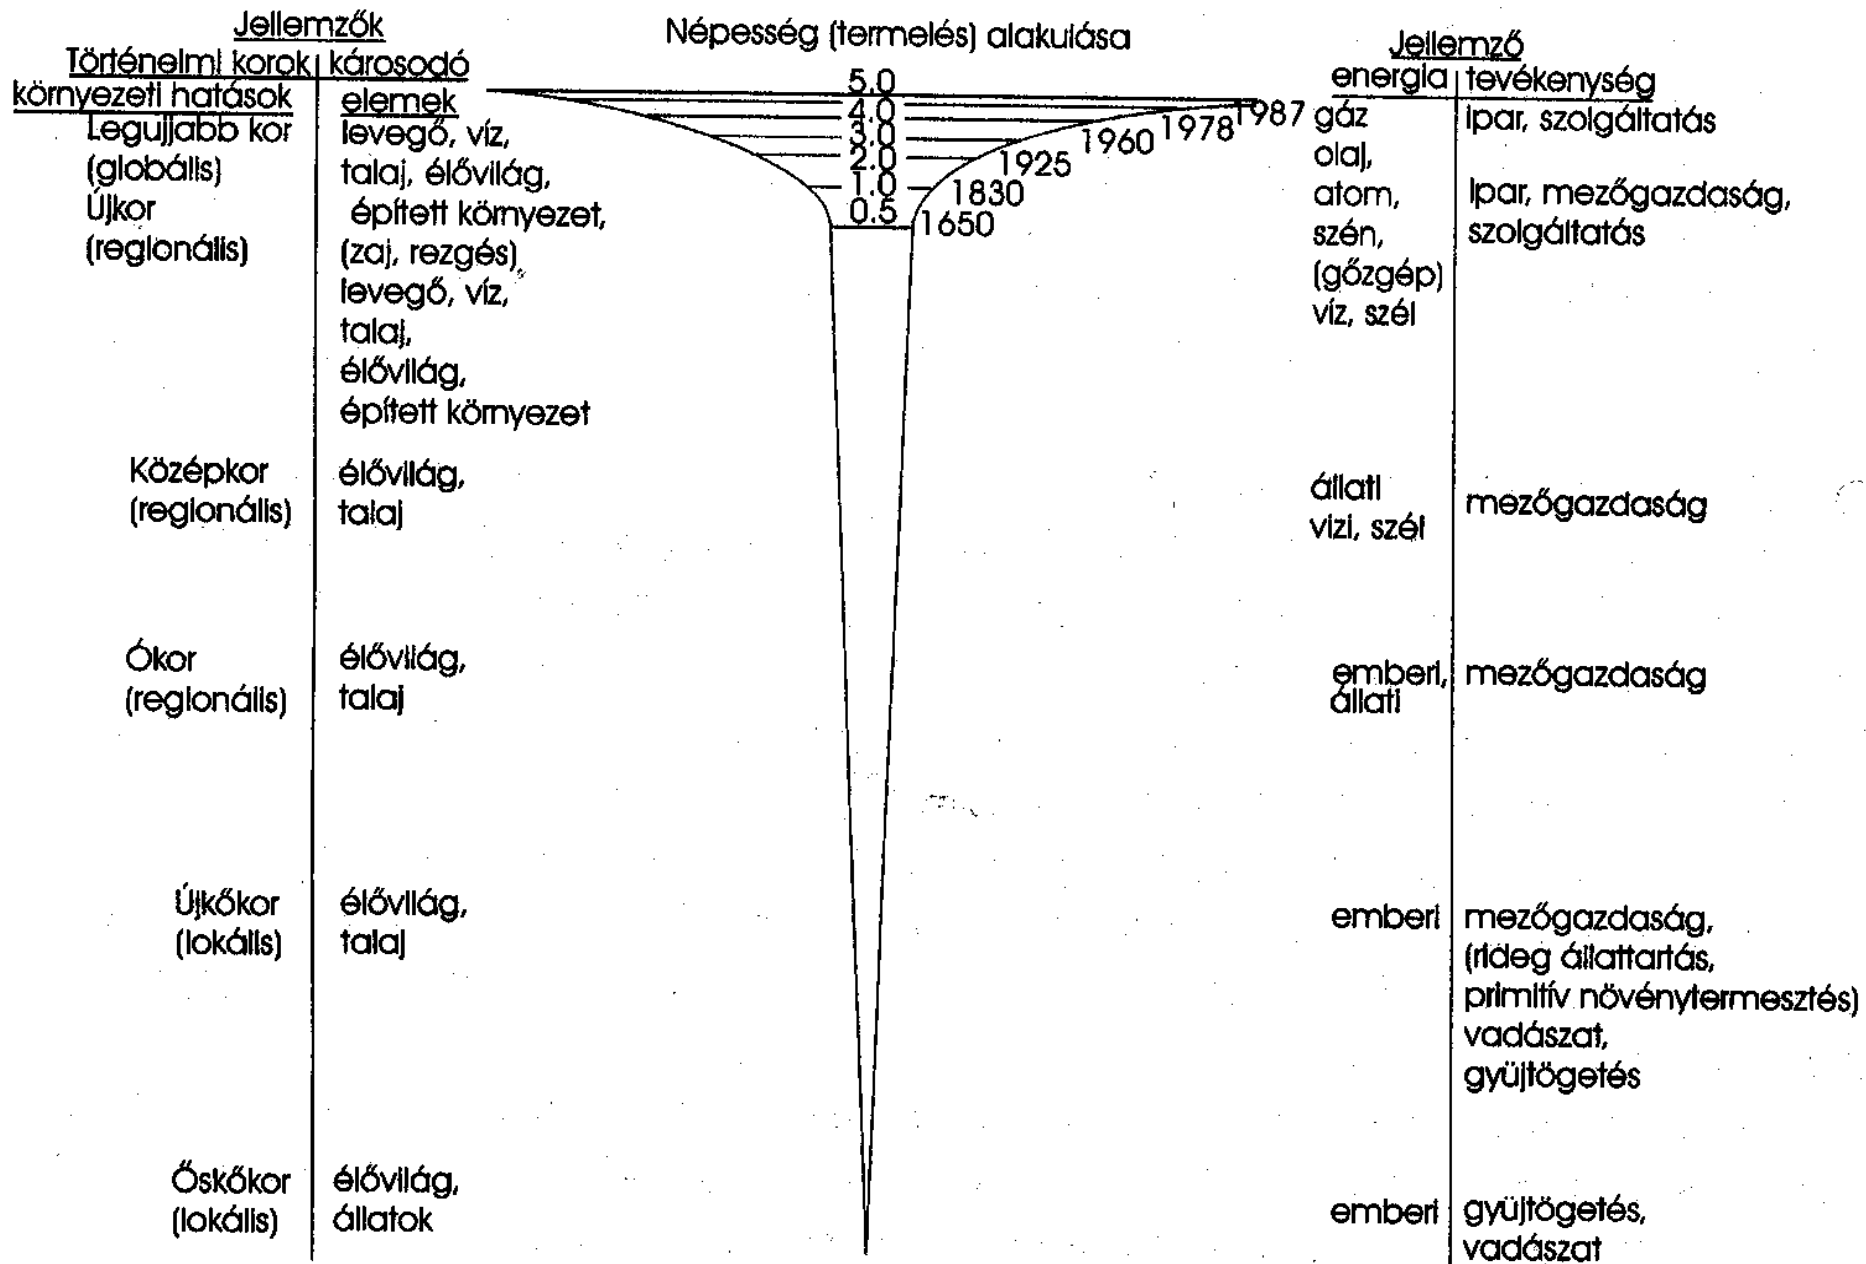 Jellemzők
Történelmi korok károsodó
környezeti hatások elemek
Legujjabb kor levegő, víz,
(globális) talaj, élővilág,
Újkor épített környezet,
(regionális) (zaj, rezgés),
levegő, víz,
talaj,
élővilág,
épített környezet
Középkor élővilág,
(regionális) talaj
Ókor élővilág,
(regionális) talaj
Újkőkor élővilág,
(lokális) talaj
Őskőkor élővilág,
(lokális) állatok
Népesség (termelés) alakulása
5.0
4.0 1987
3.0 1978
2.0 1960
1.0 1925
0.5 1830
1650
Jellemző
energia tevékenység
gáz ipar, szolgáltatás
olaj,
atom, Ipar, mezőgazdaság,
szén, szolgáltatás
(gőzgép)
víz, szél
állati mezőgazdaság
vizi, szél
emberi, mezőgazdaság
állati
emberi mezőgazdaság,
(rideg állattartás,
primitív növénytermesztés)
vadászat,
gyüjtögetés
emberi gyüjtögetés,
vadászat